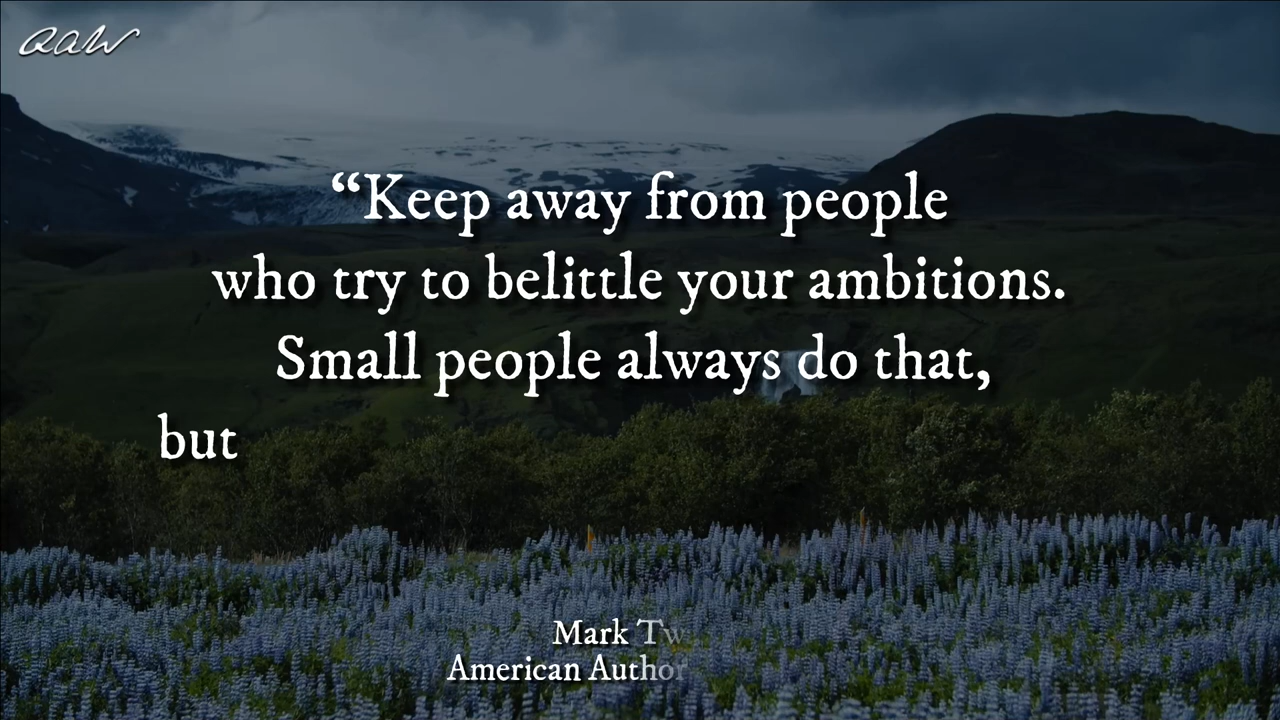 QAW
“Keep away from people
who try to belittle your ambitions.
Small people always do that,
but
Mark Tw
American Author